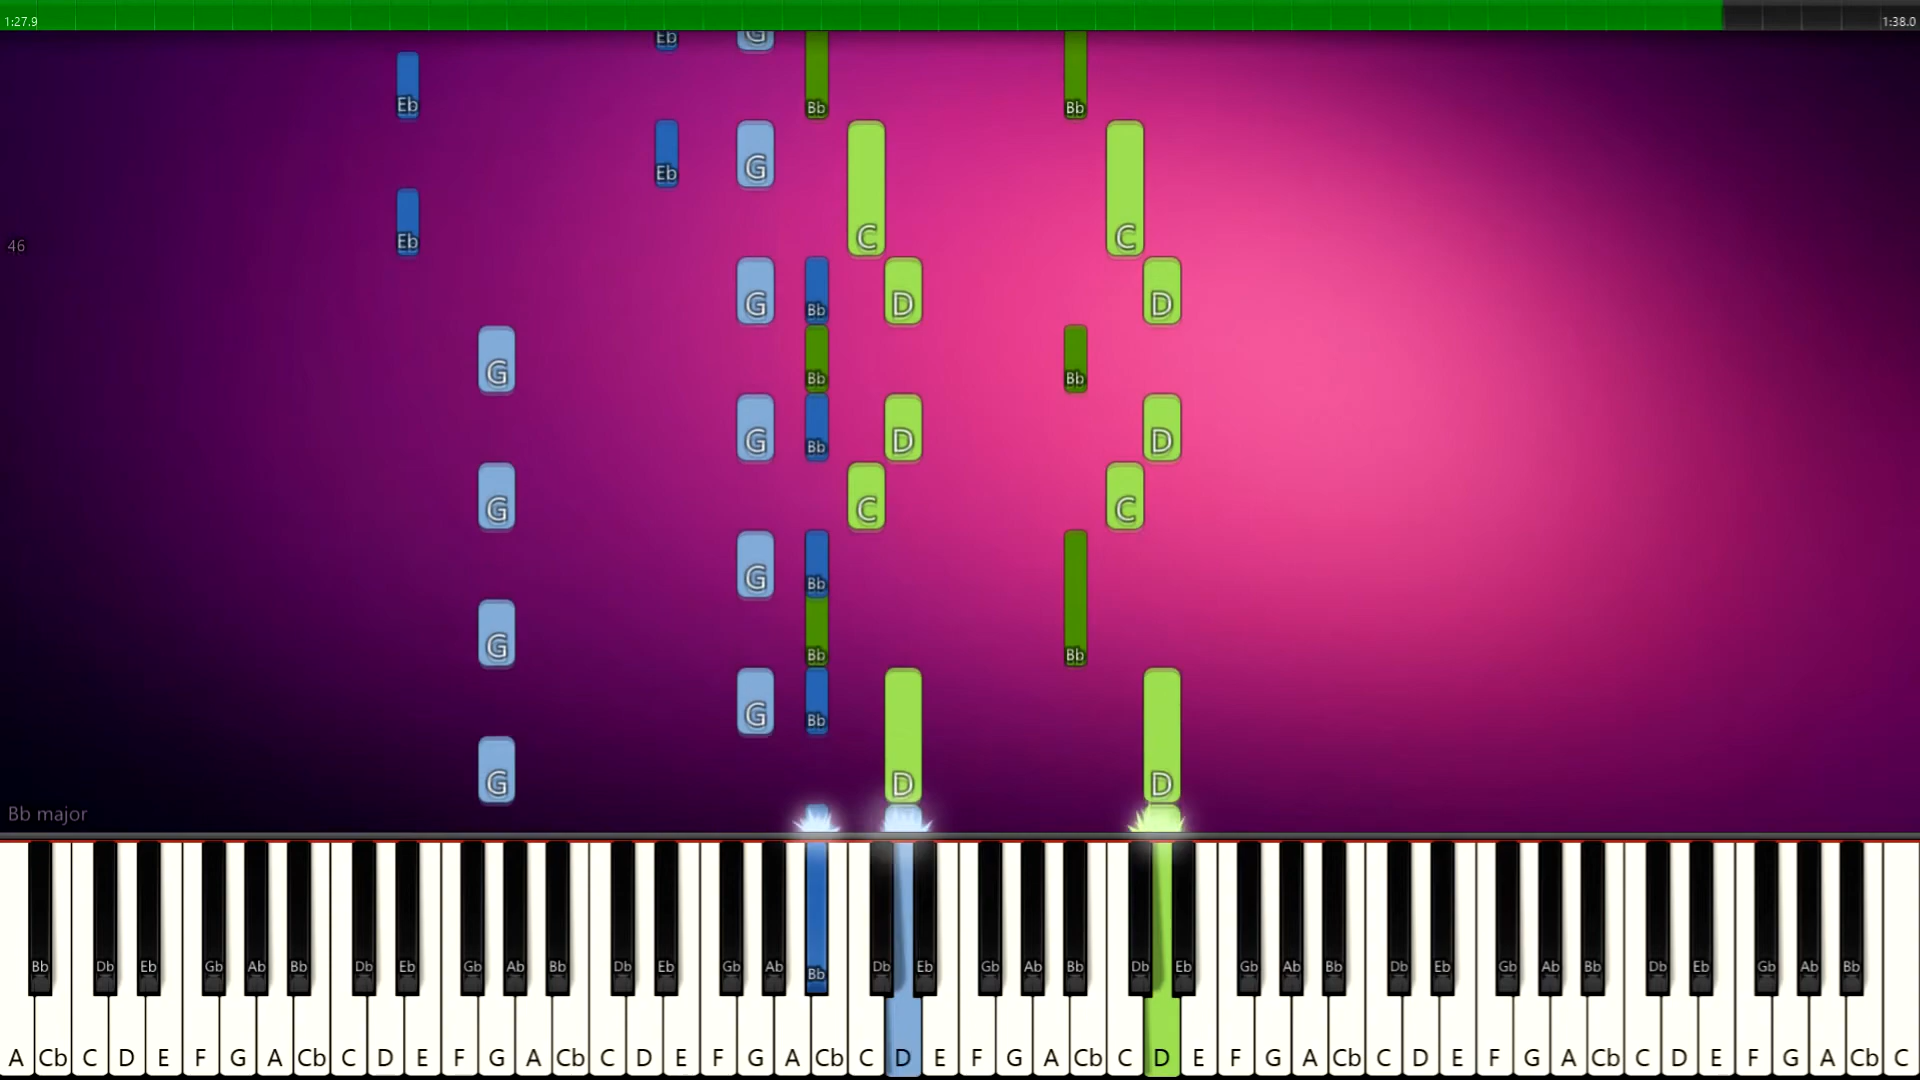 1:27.9 1:38.0
Eb G
Eb Bb Bb
Eb G
Eb C C
46
G Bb D D
G Bb Bb
G Bb D D
G C C
G Bb
G Bb Bb
G Bb
G D D
Bb major
Bb Db Eb Gb Ab Bb Db Eb Gb Ab Bb Db Eb Gb Ab Bb Db Eb Gb Ab Bb Db Eb Gb Ab Bb Db Eb Gb Ab Bb Db Eb Gb Ab Bb
A Cb C D E F G A Cb C D E F G A Cb C D E F G A Cb C D E F G A Cb C D E F G A Cb C D E F G A Cb C D E F G A Cb C